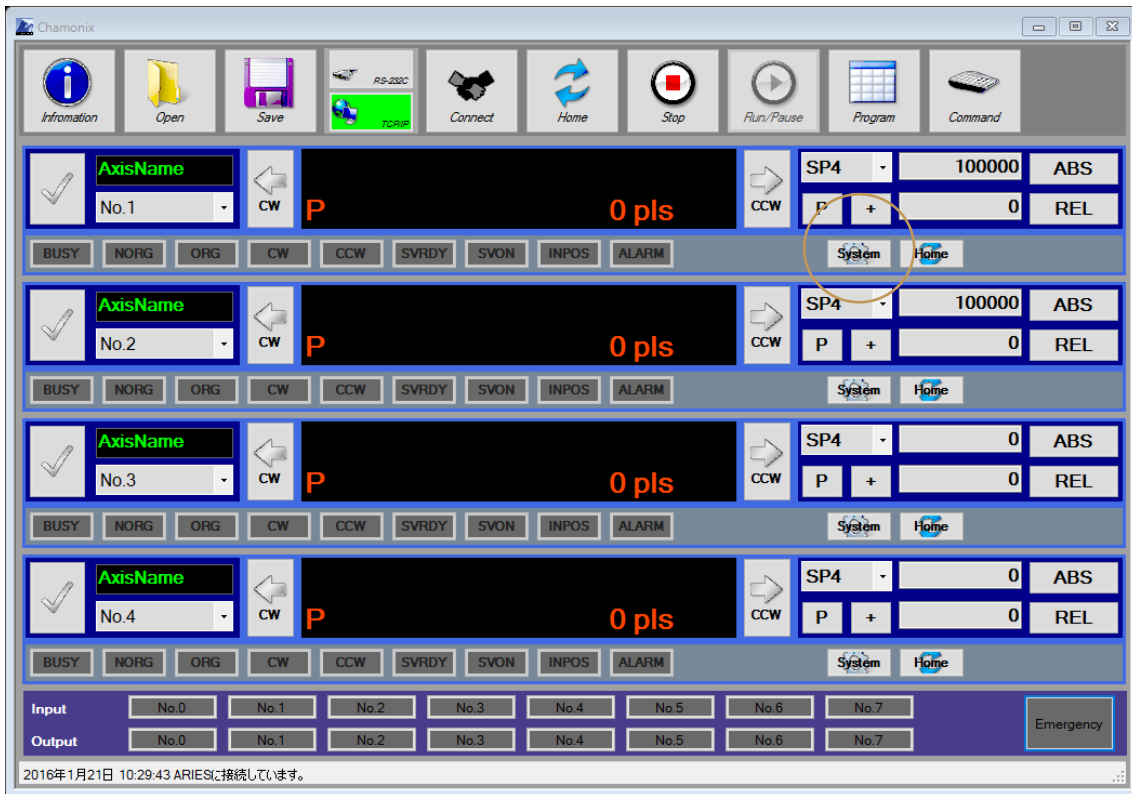 Chamonix
Infromation Open Save RS-232C TCP/IP Connect Home Stop Run/Pause Program Command
AxisName SP4 100000 ABS
No.1 CW P 0 pls CCW P + 0 REL
BUSY NORG ORG CW CCW SVRDY SVON INPOS ALARM System Home
AxisName SP4 100000 ABS
No.2 CW P 0 pls CCW P + 0 REL
BUSY NORG ORG CW CCW SVRDY SVON INPOS ALARM System Home
AxisName SP4 0 ABS
No.3 CW P 0 pls CCW P + 0 REL
BUSY NORG ORG CW CCW SVRDY SVON INPOS ALARM System Home
AxisName SP4 0 ABS
No.4 CW P 0 pls CCW P + 0 REL
BUSY NORG ORG CW CCW SVRDY SVON INPOS ALARM System Home
Input No.0 No.1 No.2 No.3 No.4 No.5 No.6 No.7
Output No.0 No.1 No.2 No.3 No.4 No.5 No.6 No.7
Emergency
2016年1月21日 10:29:43 ARIESに接続しています。